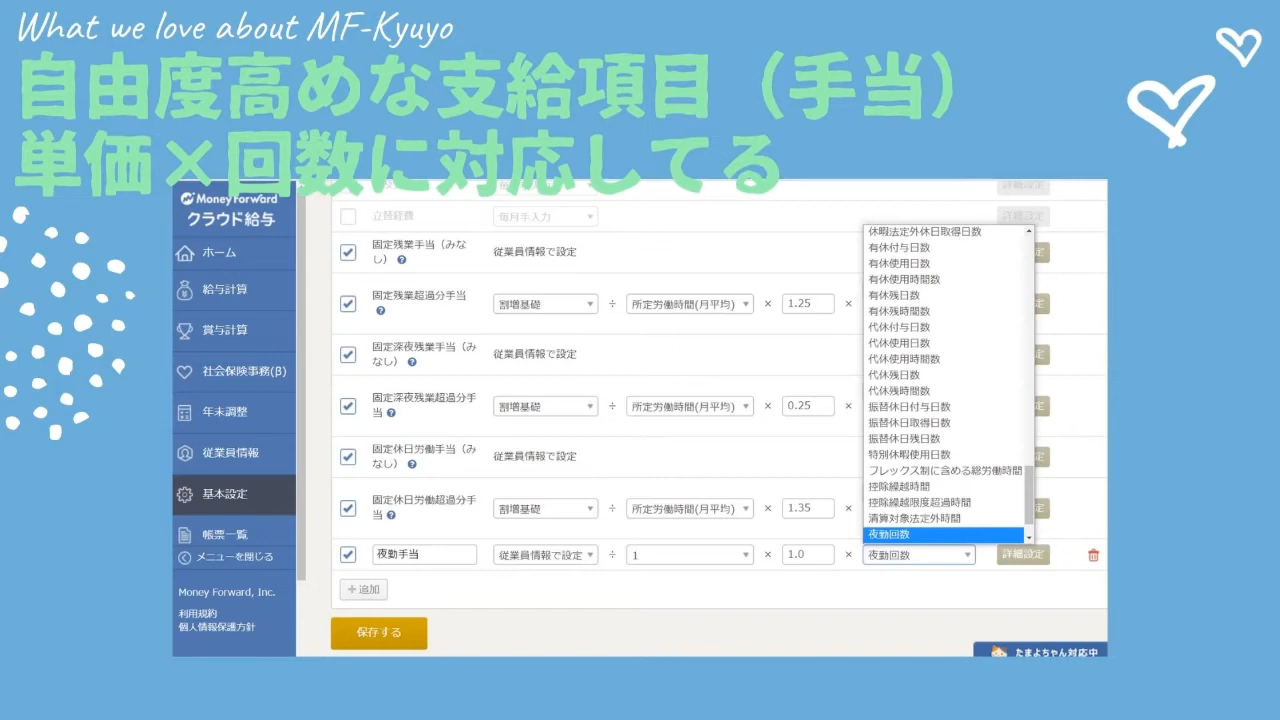 What we love about MF-Kyuyo
自由度高めな支給項目（手当）
単価×回数に対応してる
Money Forward
クラウド給与
ホーム
給与計算
賞与計算
社会保険事務(β)
年末調整
従業員情報
基本設定
帳票一覧
メニューを閉じる
Money Forward, Inc.
利用規約
個人情報保護方針
詳細設定
立替経費 毎月手入力 詳細設定
固定残業手当（みな
し） ? 従業員情報で設定 定
固定残業超過分手当
? 割増基礎 ÷ 所定労働時間(月平均) × 1.25 × 定
固定深夜残業手当（み
なし） ? 従業員情報で設定 定
固定深夜残業超過分手
当 ? 割増基礎 ÷ 所定労働時間(月平均) × 0.25 × 定
固定休日労働手当（み
なし） ? 従業員情報で設定 定
固定休日労働超過分手
当 ? 割増基礎 ÷ 所定労働時間(月平均) × 1.35 × 定
夜勤手当 従業員情報で設定 ÷ 1 × 1.0 × 夜勤回数 詳細設定
休暇法定外休日取得日数
有休付与日数
有休使用日数
有休使用時間数
有休残日数
有休残時間数
代休付与日数
代休使用日数
代休使用時間数
代休残日数
代休残時間数
振替休日付与日数
振替休日取得日数
振替休日残日数
特別休暇使用日数
フレックス制に含める総労働時間
控除繰越時間
控除繰越限度超過時間
清算対象法定外時間
夜勤回数
＋追加
保存する
たまよちゃん対応中